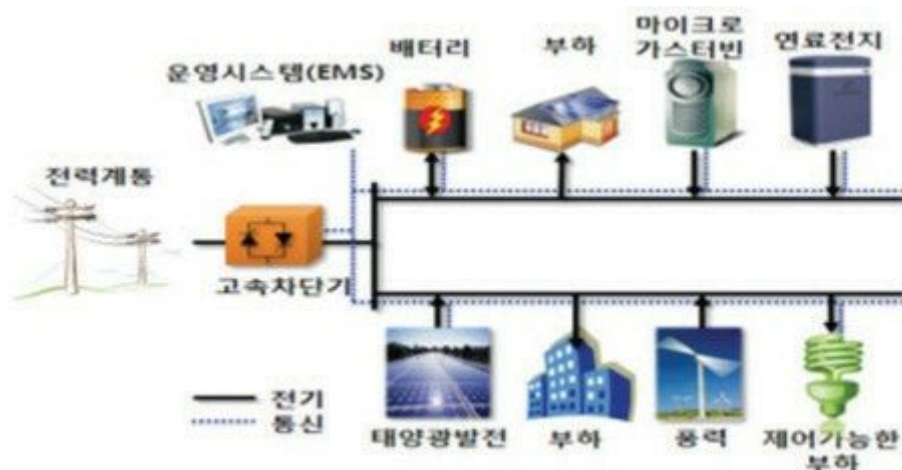 마이크로
배터리
부하
가스터빈
연료전지
운영시스템(EMS)
전력계통
고속차단기
전기
통신
태양광발전
부하
풍력
제어가능한
부하